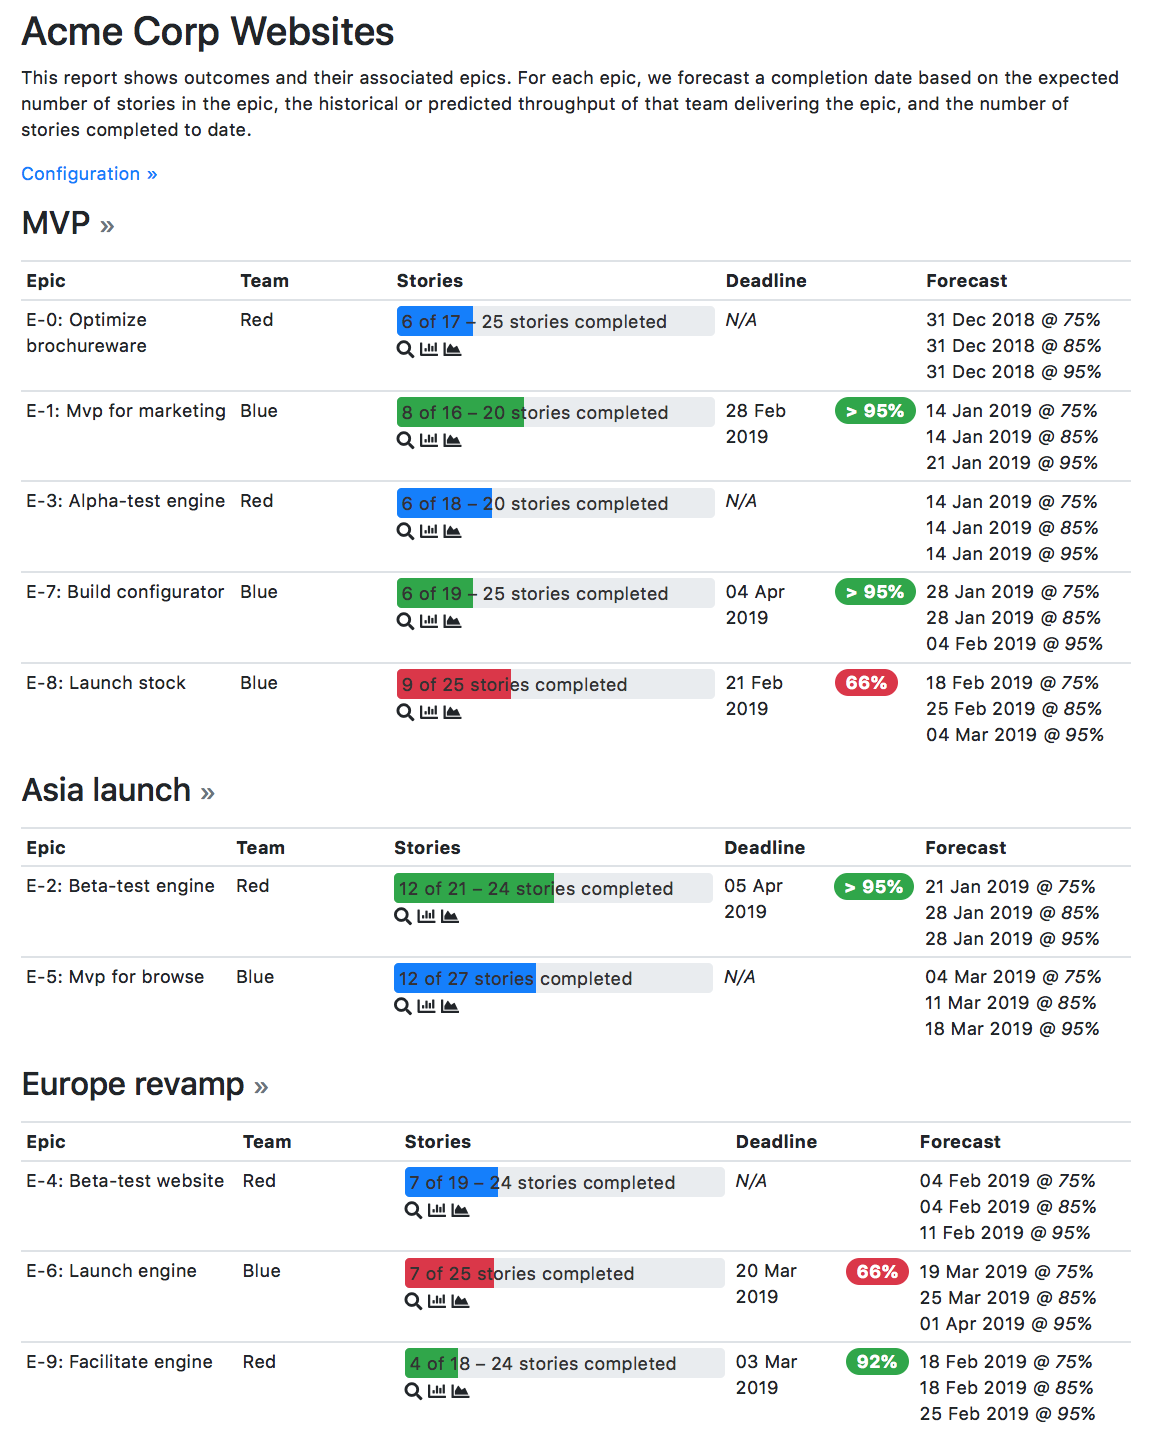 Acme Corp Websites
This report shows outcomes and their associated epics. For each epic, we forecast a completion date based on the expected
number of stories in the epic, the historical or predicted throughput of that team delivering the epic, and the number of
stories completed to date.
Configuration »
MVP »
Epic Team Stories Deadline Forecast
E-0: Optimize brochureware Red 6 of 17 – 25 stories completed N/A 31 Dec 2018 @ 75%
31 Dec 2018 @ 85%
31 Dec 2018 @ 95%
E-1: Mvp for marketing Blue 8 of 16 – 20 stories completed 28 Feb 2019 > 95% 14 Jan 2019 @ 75%
14 Jan 2019 @ 85%
21 Jan 2019 @ 95%
E-3: Alpha-test engine Red 6 of 18 – 20 stories completed N/A 14 Jan 2019 @ 75%
14 Jan 2019 @ 85%
14 Jan 2019 @ 95%
E-7: Build configurator Blue 6 of 19 – 25 stories completed 04 Apr 2019 > 95% 28 Jan 2019 @ 75%
28 Jan 2019 @ 85%
04 Feb 2019 @ 95%
E-8: Launch stock Blue 9 of 25 stories completed 21 Feb 2019 66% 18 Feb 2019 @ 75%
25 Feb 2019 @ 85%
04 Mar 2019 @ 95%
Asia launch »
Epic Team Stories Deadline Forecast
E-2: Beta-test engine Red 12 of 21 – 24 stories completed 05 Apr 2019 > 95% 21 Jan 2019 @ 75%
28 Jan 2019 @ 85%
28 Jan 2019 @ 95%
E-5: Mvp for browse Blue 12 of 27 stories completed N/A 04 Mar 2019 @ 75%
11 Mar 2019 @ 85%
18 Mar 2019 @ 95%
Europe revamp »
Epic Team Stories Deadline Forecast
E-4: Beta-test website Red 7 of 19 – 24 stories completed N/A 04 Feb 2019 @ 75%
04 Feb 2019 @ 85%
11 Feb 2019 @ 95%
E-6: Launch engine Blue 7 of 25 stories completed 20 Mar 2019 66% 19 Mar 2019 @ 75%
25 Mar 2019 @ 85%
01 Apr 2019 @ 95%
E-9: Facilitate engine Red 4 of 18 – 24 stories completed 03 Mar 2019 92% 18 Feb 2019 @ 75%
18 Feb 2019 @ 85%
25 Feb 2019 @ 95%